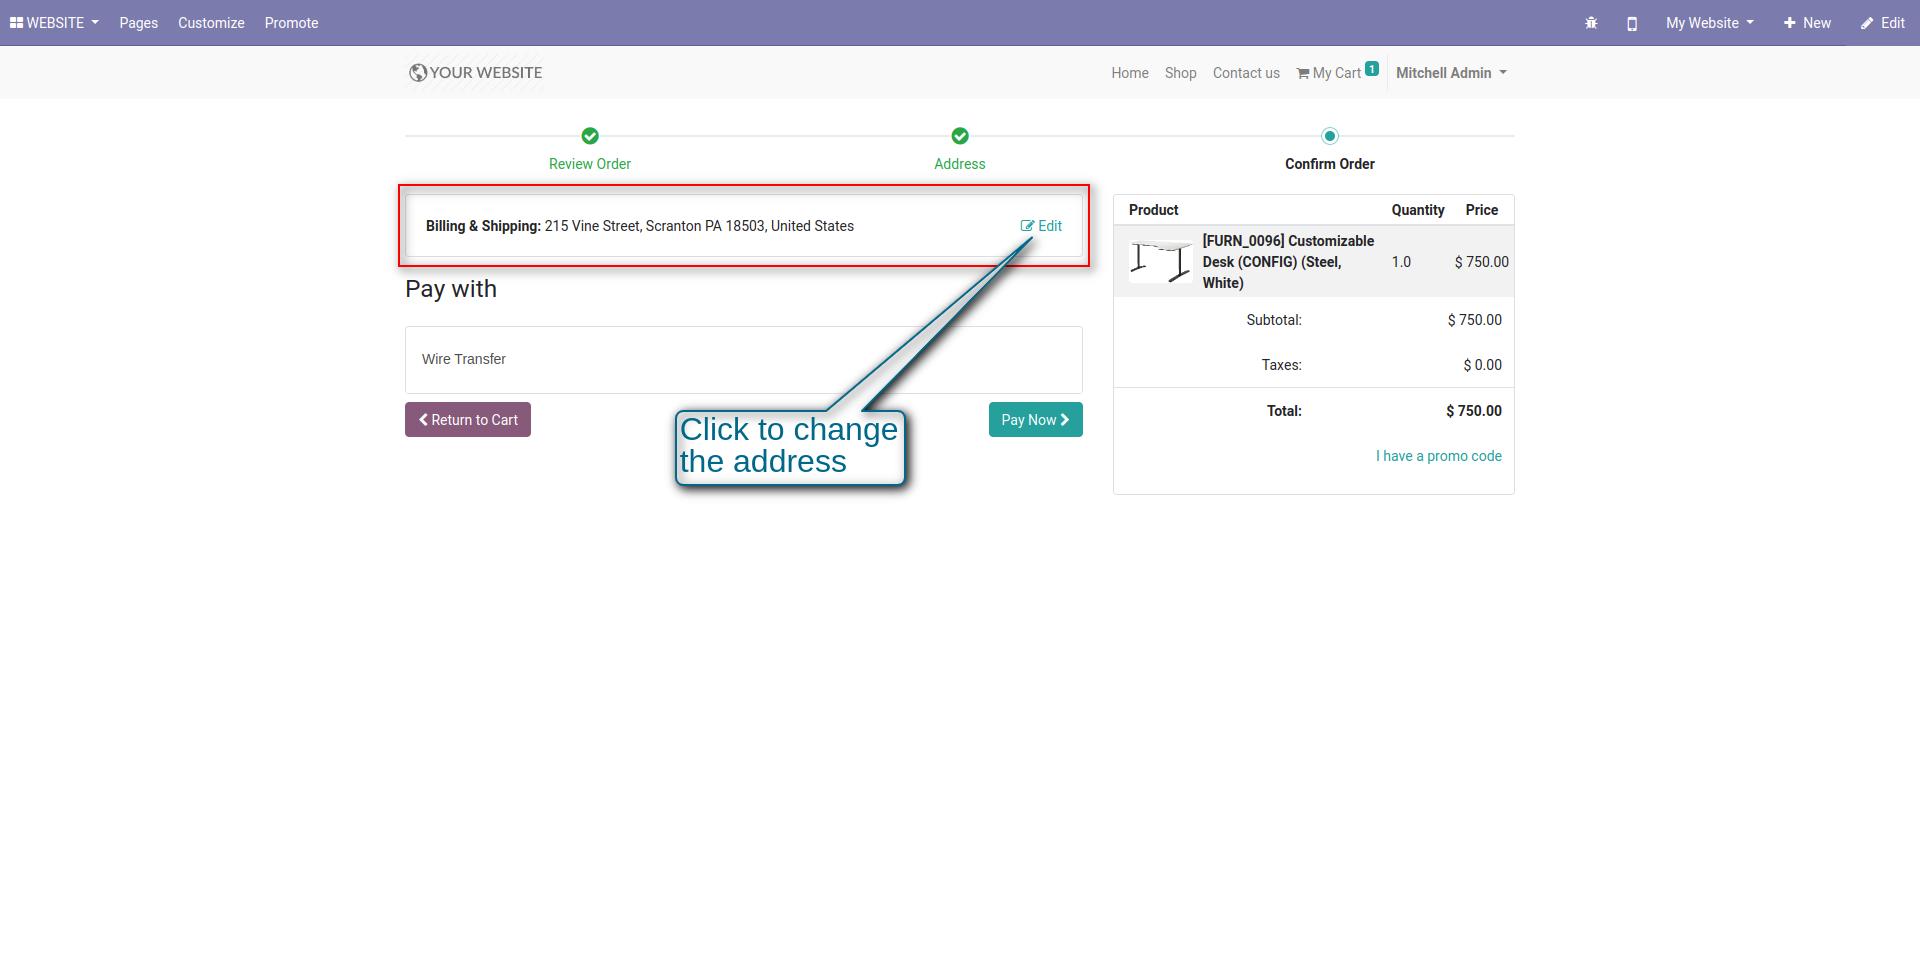 WEBSITE Pages Customize Promote My Website New Edit
YOUR WEBSITE Home Shop Contact us My Cart 1 Mitchell Admin
Review Order Address Confirm Order
Billing & Shipping: 215 Vine Street, Scranton PA 18503, United States Edit
Pay with
Wire Transfer
Return to Cart Pay Now
Click to change
the address
Product Quantity Price
[FURN_0096] Customizable
Desk (CONFIG) (Steel, 1.0 $ 750.00
White)
Subtotal: $ 750.00
Taxes: $ 0.00
Total: $ 750.00
I have a promo code